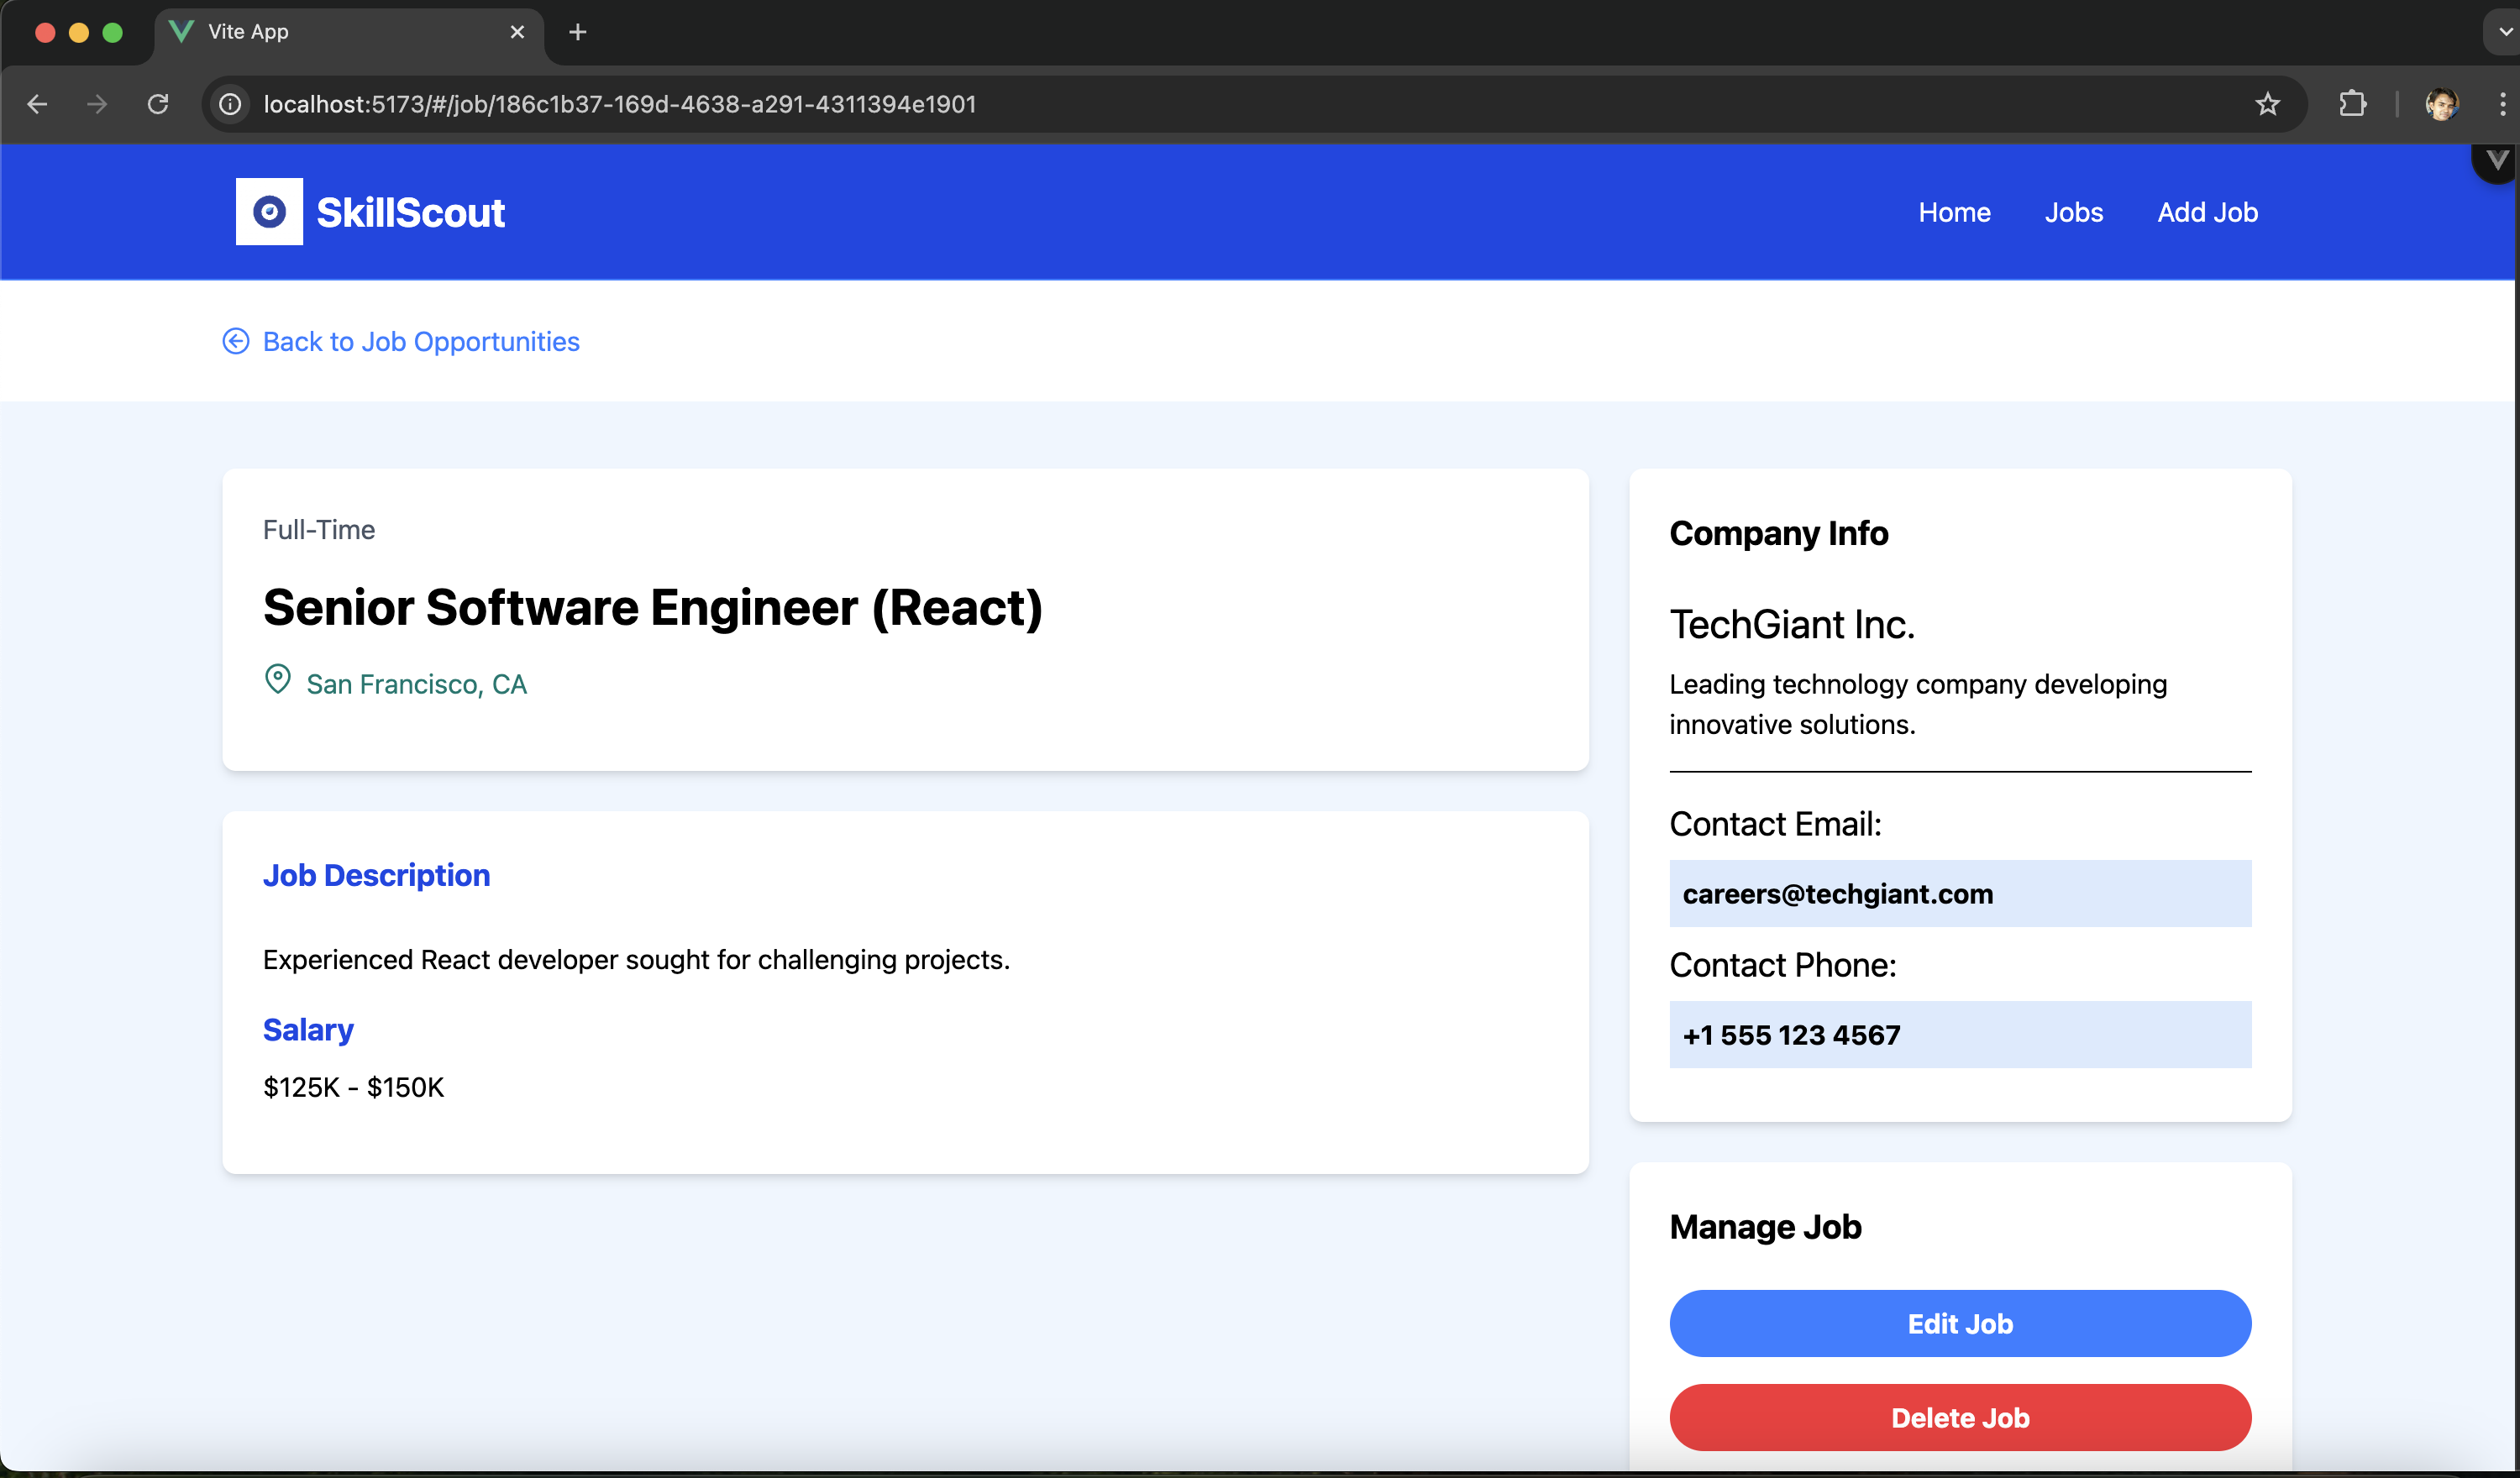 Vite App
localhost:5173/#/job/186c1b37-169d-4638-a291-4311394e1901
SkillScout
Home
Jobs
Add Job
Back to Job Opportunities
Full-Time
Senior Software Engineer (React)
San Francisco, CA
Job Description
Experienced React developer sought for challenging projects.
Salary
$125K - $150K
Company Info
TechGiant Inc.
Leading technology company developing
innovative solutions.
Contact Email:
careers@techgiant.com
Contact Phone:
+1 555 123 4567
Manage Job
Edit Job
Delete Job